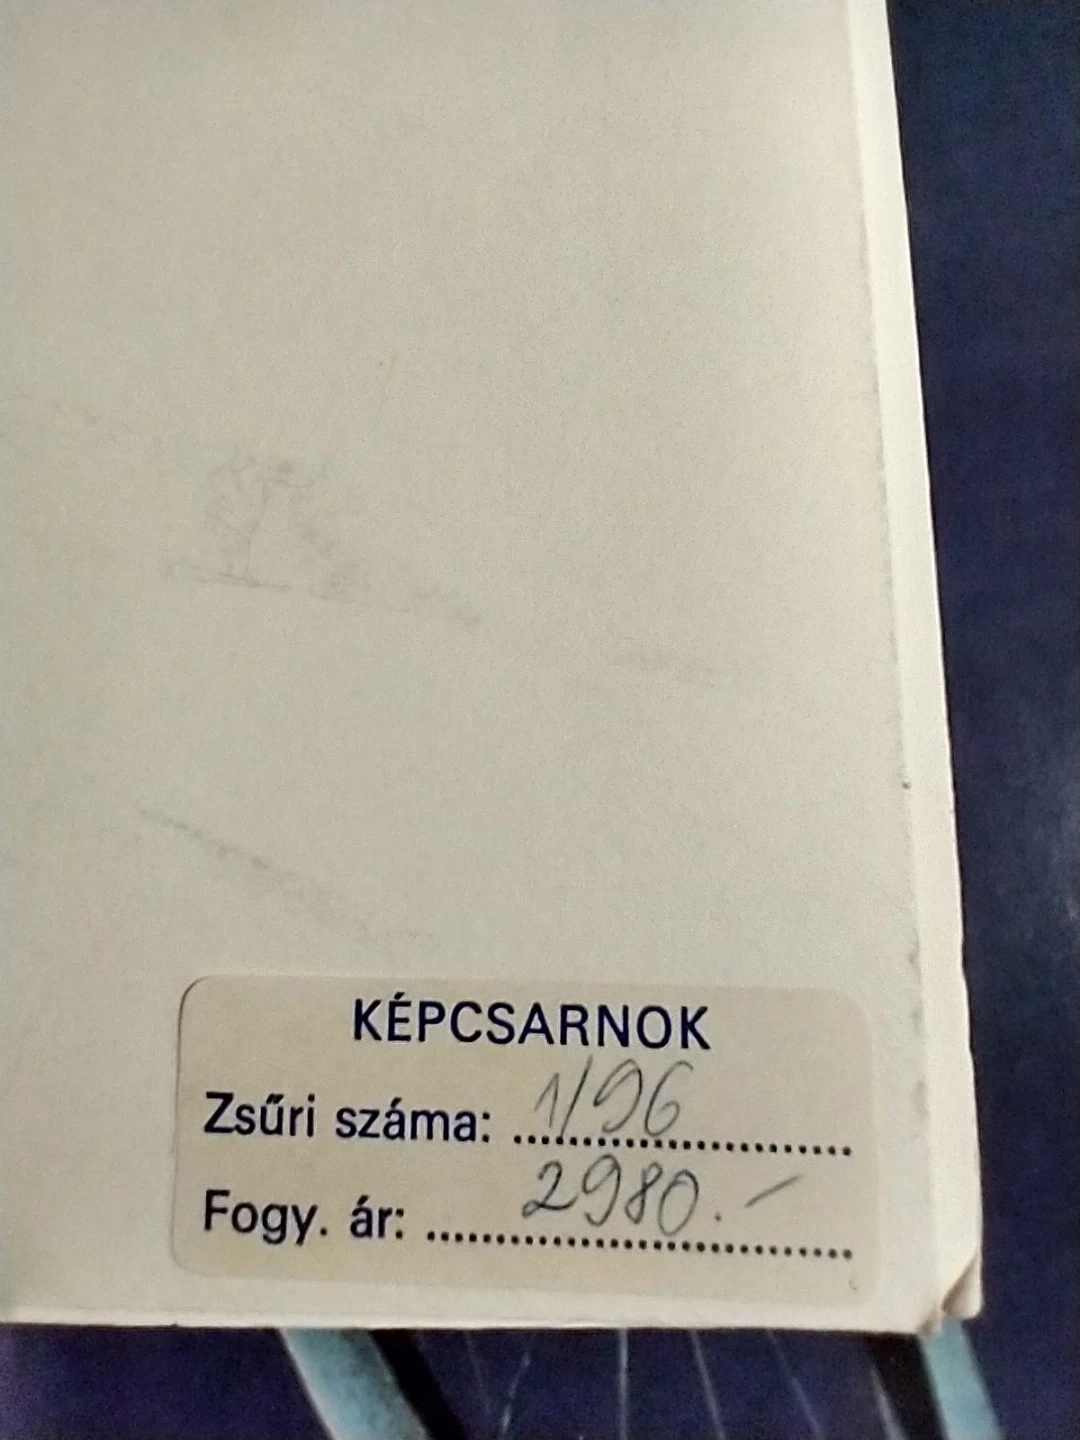 KÉPCSARNOK
Zsűri száma: 1/96
Fogy. ár: 2980.-